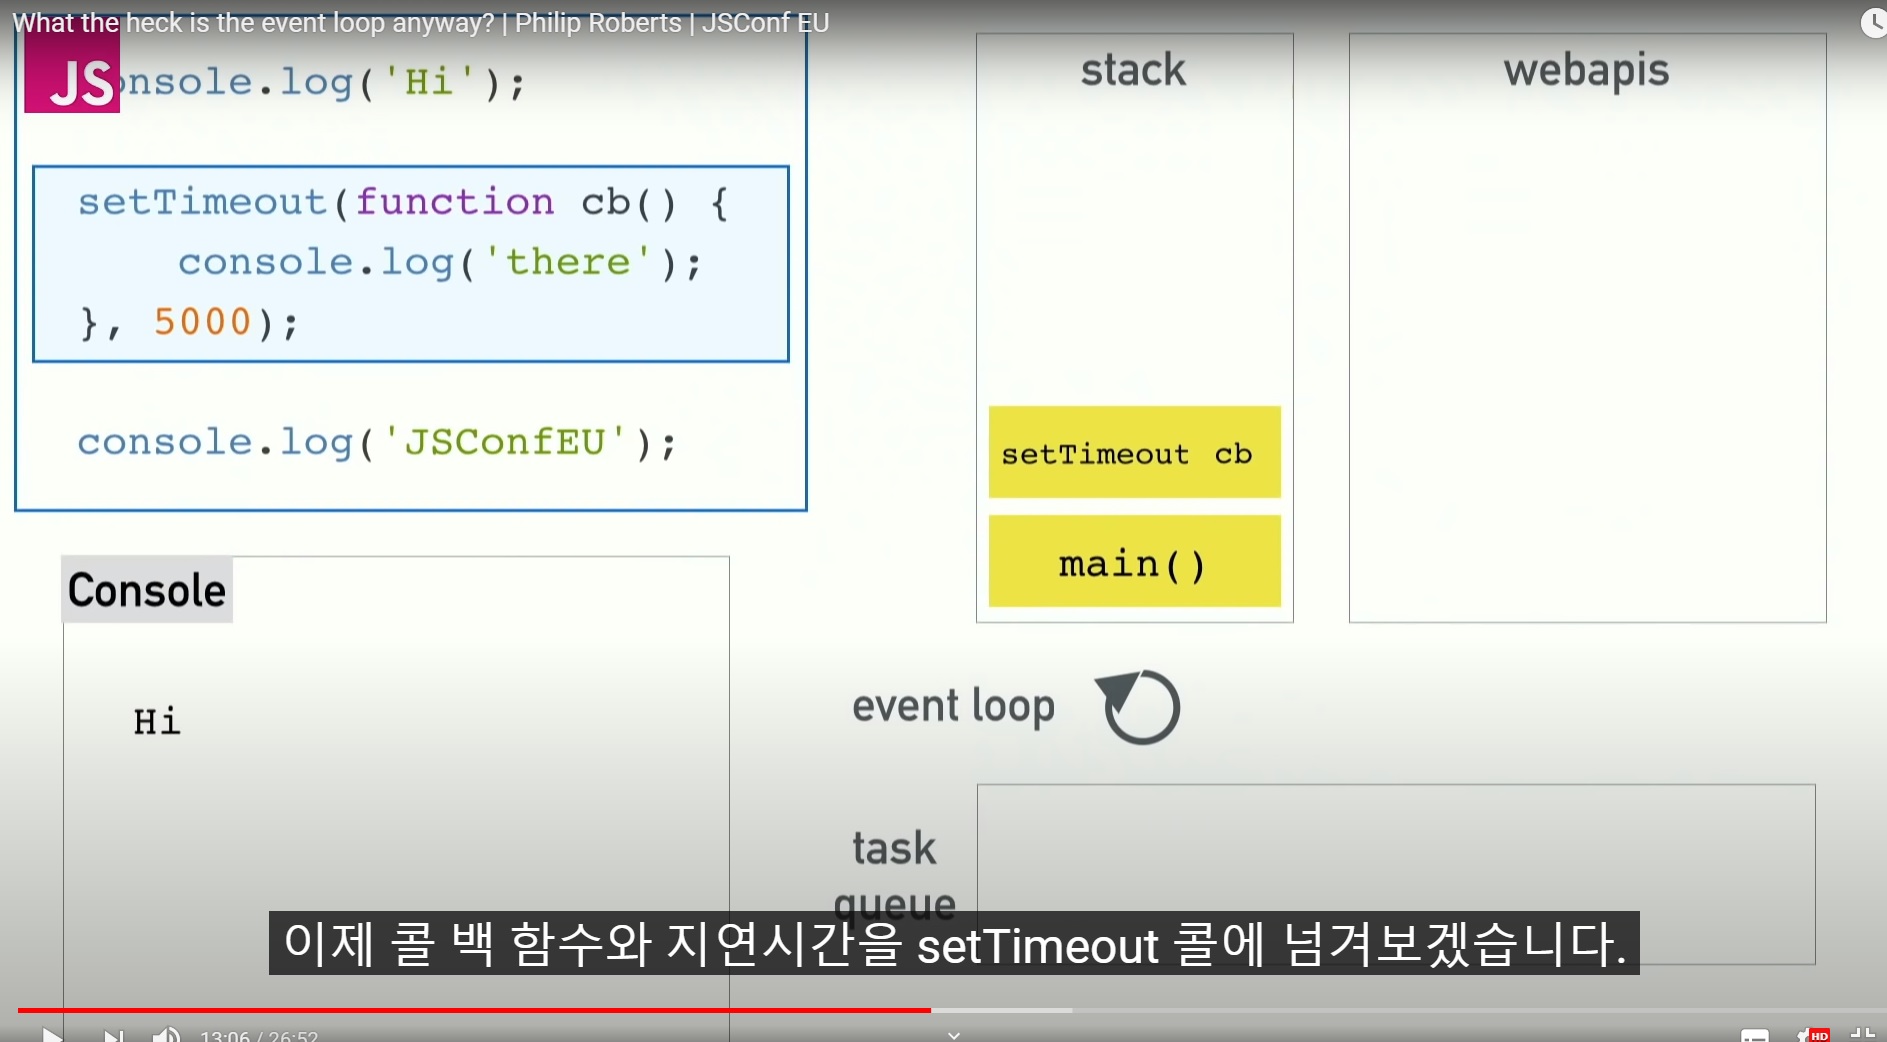 What the heck is the event loop anyway? | Philip Roberts | JSConf EU
JS
onsole.log('Hi');
setTimeout(function cb() {
console.log('there');
}, 5000);
console.log('JSConfEU');
Console
Hi
stack
setTimeout cb
main()
webapis
event loop
task
queue
이제 콜 백 함수와 지연시간을 setTimeout 콜에 넘겨보겠습니다.
13:06 / 26:52
HD